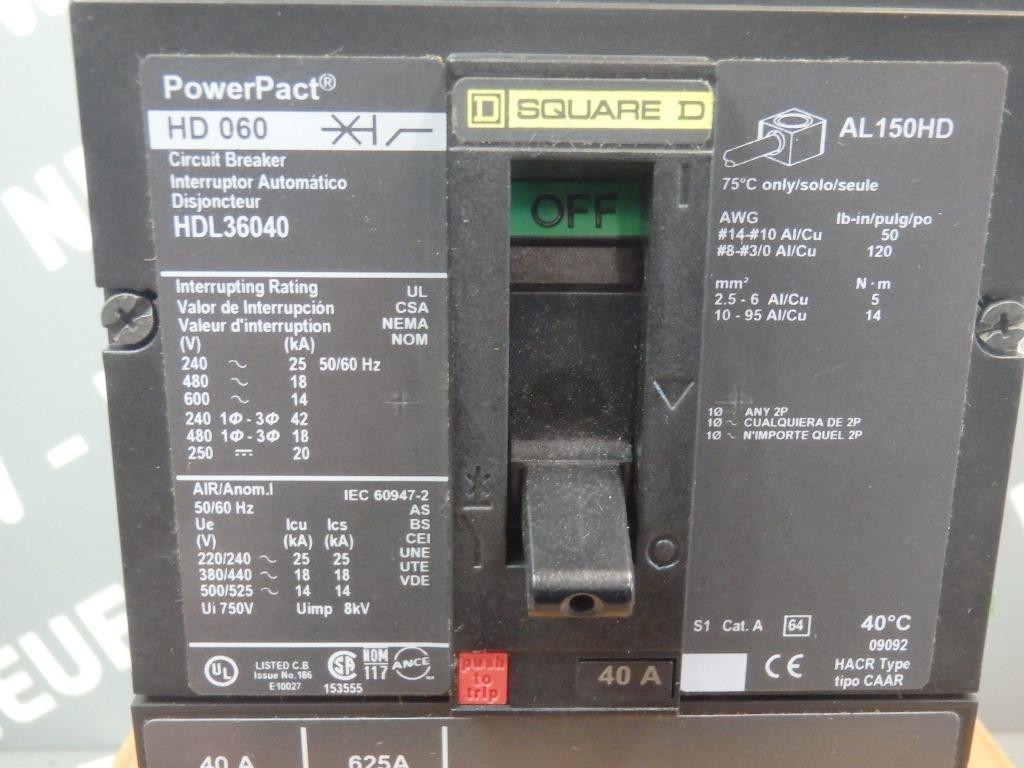 PowerPact®
HD 060
Circuit Breaker
Interruptor Automático
Disjoncteur
HDL36040
Interrupting Rating
Valor de Interrupción
Valeur d'interruption
UL
CSA
NEMA
NOM
(V) (kA)
240 ~ 25 50/60 Hz
480 ~ 18
600 ~ 14
240 1Φ - 3Φ 42
480 1Φ - 3Φ 18
250 ⎓ 20
AIR/Anom.I IEC 60947-2
50/60 Hz
Ue Icu Ics
(V) (kA) (kA)
220/240 ~ 25 25
380/440 ~ 18 18
500/525 ~ 14 14
AS
BS
CEI
UNE
UTE
VDE
Ui 750V Uimp 8kV
UL
LISTED C.B
Issue No.186
E10027
SA
153555
NOM
117
ANCE
D SQUARE D
OFF
I
O
push
to
trip
40 A
AL150HD
75°C only/solo/seule
AWG lb-in/pulg/po
#14-#10 Al/Cu 50
#8-#3/0 Al/Cu 120
mm² N·m
2.5 - 6 Al/Cu 5
10 - 95 Al/Cu 14
1Ø ~ ANY 2P
1Ø ~ CUALQUIERA DE 2P
1Ø ~ N'IMPORTE QUEL 2P
S1 Cat. A 64
40°C
09092
HACR Type
tipo CAAR
CE
40 A 625A